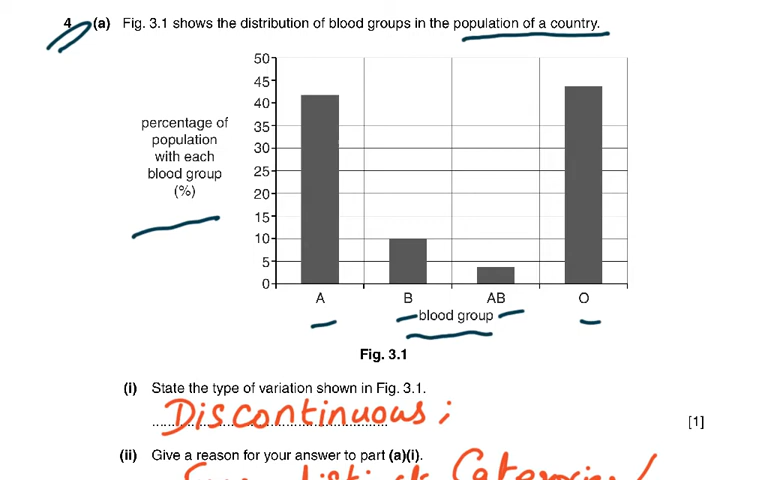 4 (a) Fig. 3.1 shows the distribution of blood groups in the population of a country.
50
45
40
35
30
25
20
15
10
5
0
percentage of
population
with each
blood group
(%)
A B AB O
blood group
Fig. 3.1
(i) State the type of variation shown in Fig. 3.1.
Discontinuous ; [1]
(ii) Give a reason for your answer to part (a)(i).
Categories /